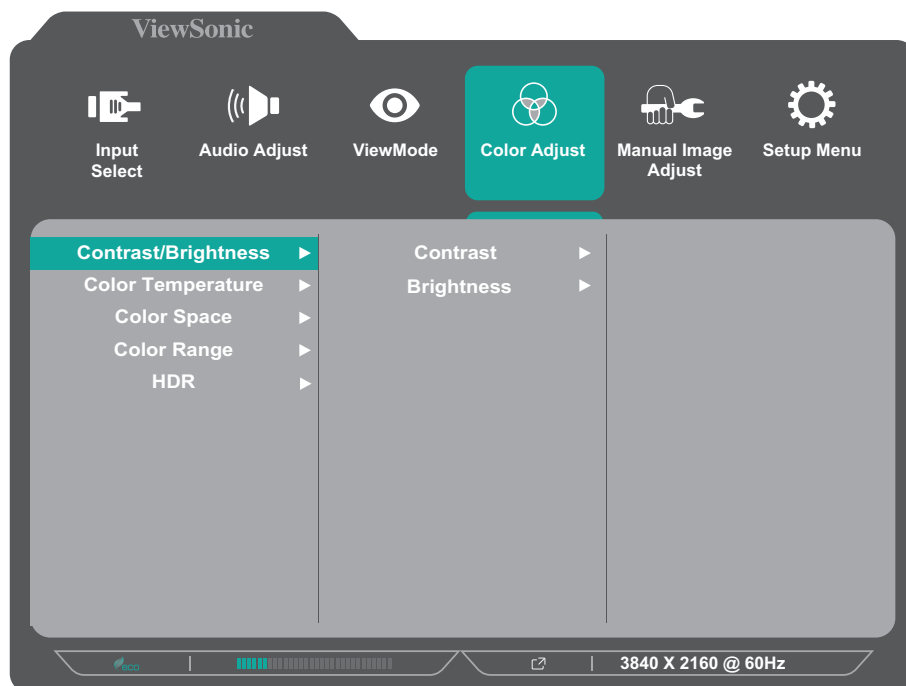 ViewSonic
Input
Select
Audio Adjust
ViewMode
Color Adjust
Manual Image
Adjust
Setup Menu
Contrast/Brightness
Color Temperature
Color Space
Color Range
HDR
Contrast
Brightness
eco
3840 X 2160 @ 60Hz